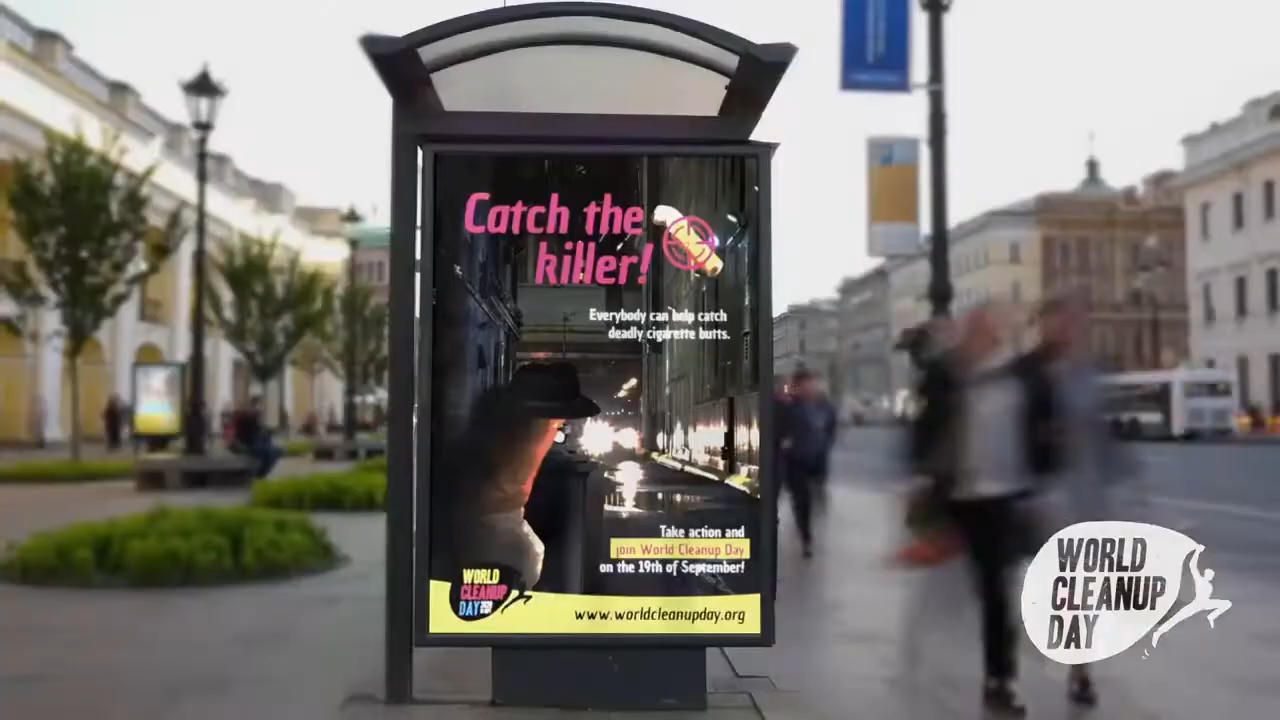 Catch the
killer!
Everybody can help catch
deadly cigarette butts.
Take action and
join World Cleanup Day
on the 19th of September!
WORLD
CLEANUP
DAY
www.worldcleanupday.org
WORLD
CLEANUP
DAY